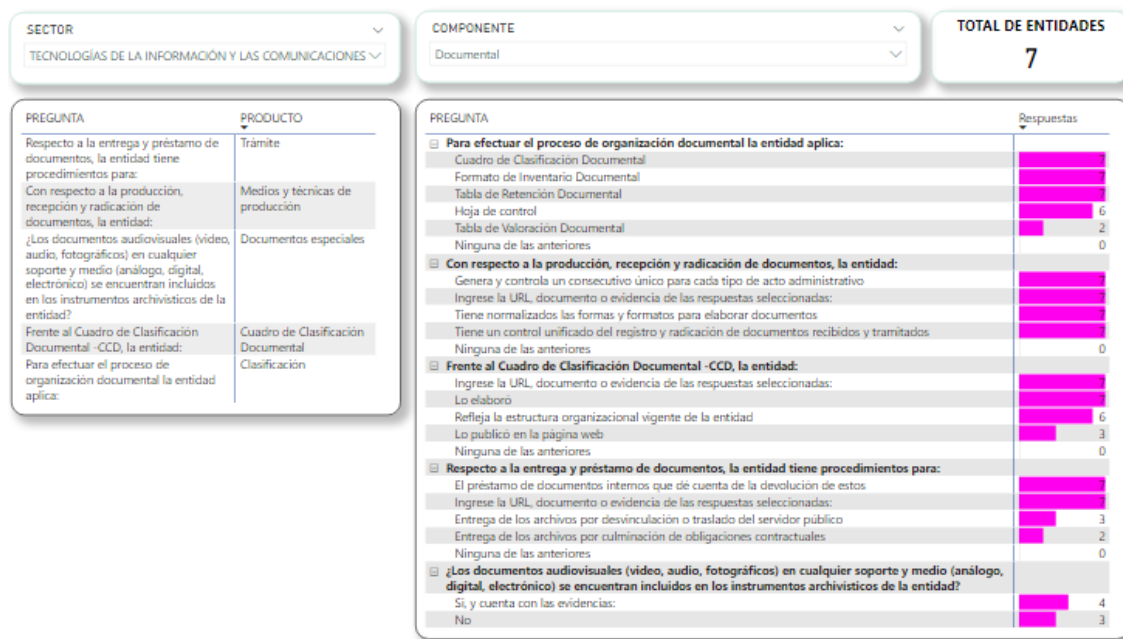 SECTOR
TECNOLOGÍAS DE LA INFORMACIÓN Y LAS COMUNICACIONES
COMPONENTE
Documental
TOTAL DE ENTIDADES
7
PREGUNTA PRODUCTO
Respecto a la entrega y préstamo de Trámite
documentos, la entidad tiene
procedimientos para:
Con respecto a la producción, Medios y técnicas de
recepción y radicación de producción
documentos, la entidad:
¿Los documentos audiovisuales (video, Documentos especiales
audio, fotográficos) en cualquier
soporte y medio (análogo, digital,
electrónico) se encuentran incluidos
en los instrumentos archivísticos de la
entidad?
Frente al Cuadro de Clasificación Cuadro de Clasificación
Documental -CCD, la entidad: Documental
Para efectuar el proceso de Clasificación
organización documental la entidad
aplica:
PREGUNTA Respuestas
Para efectuar el proceso de organización documental la entidad aplica:
Cuadro de Clasificación Documental 7
Formato de Inventario Documental 7
Tabla de Retención Documental 7
Hoja de control 6
Tabla de Valoración Documental 2
Ninguna de las anteriores 0
Con respecto a la producción, recepción y radicación de documentos, la entidad:
Genera y controla un consecutivo único para cada tipo de acto administrativo 7
Ingrese la URL, documento o evidencia de las respuestas seleccionadas: 7
Tiene normalizados las formas y formatos para elaborar documentos 7
Tiene un control unificado del registro y radicación de documentos recibidos y tramitados 7
Ninguna de las anteriores 0
Frente al Cuadro de Clasificación Documental -CCD, la entidad:
Ingrese la URL, documento o evidencia de las respuestas seleccionadas: 7
Lo elaboró 7
Refleja la estructura organizacional vigente de la entidad 6
Lo publicó en la página web 3
Ninguna de las anteriores 0
Respecto a la entrega y préstamo de documentos, la entidad tiene procedimientos para:
El préstamo de documentos internos que dé cuenta de la devolución de estos 7
Ingrese la URL, documento o evidencia de las respuestas seleccionadas: 7
Entrega de los archivos por desvinculación o traslado del servidor público 3
Entrega de los archivos por culminación de obligaciones contractuales 2
Ninguna de las anteriores 0
¿Los documentos audiovisuales (video, audio, fotográficos) en cualquier soporte y medio (análogo,
digital, electrónico) se encuentran incluidos en los instrumentos archivísticos de la entidad?
Si, y cuenta con las evidencias: 4
No 3